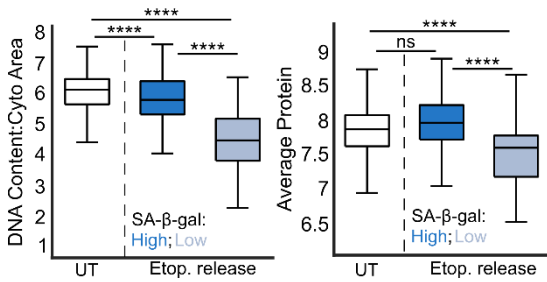 ****
****
****
DNA Content:Cyto Area
8
7
6
5
4
3
2
1
SA-β-gal:
High; Low
UT
Etop. release
****
ns
****
Average Protein
9
8.5
8
7.5
7
6.5
SA-β-gal:
High; Low
UT
Etop. release